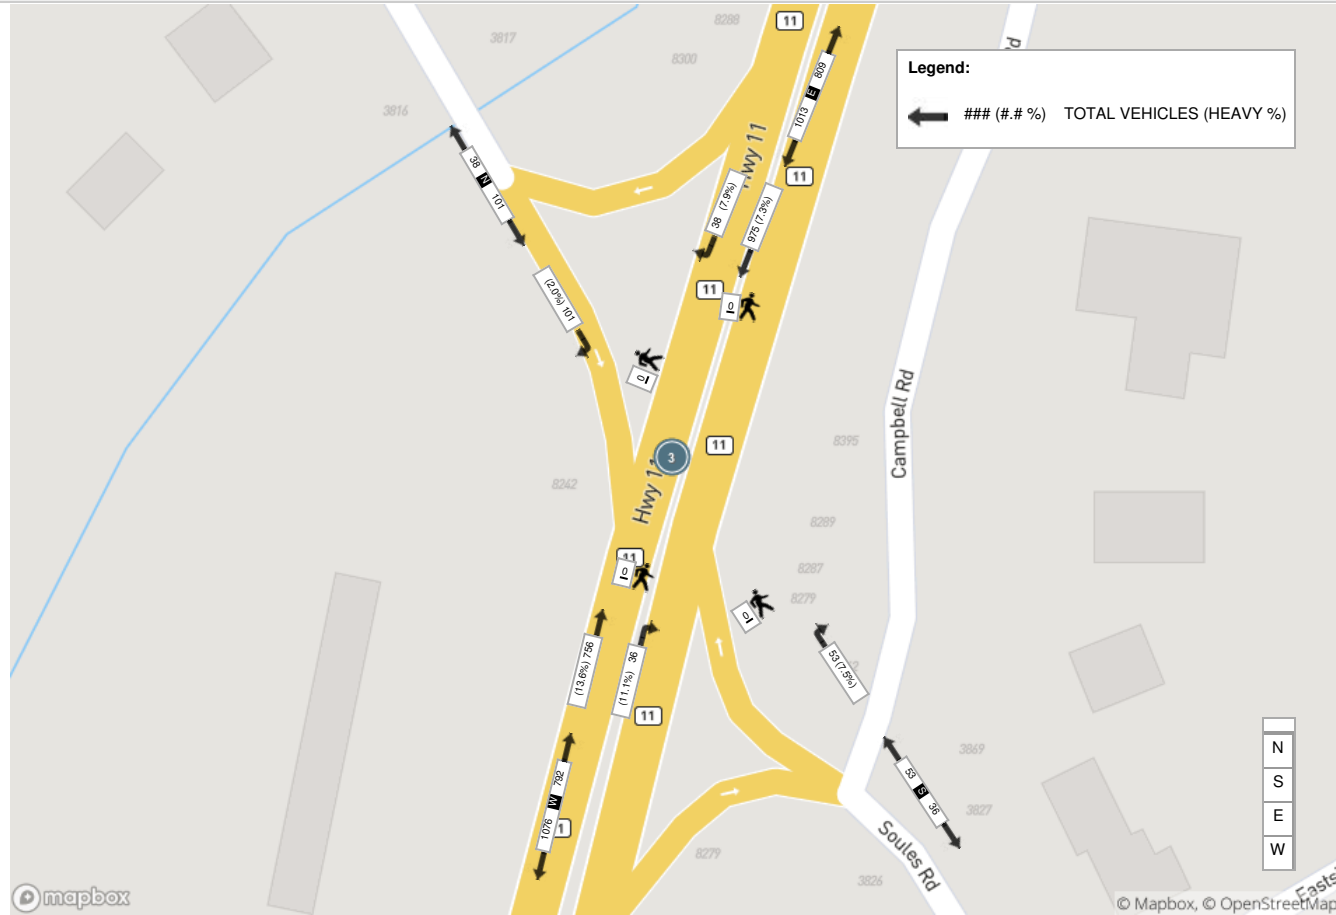 11
8288
3817
8300
3816
Rd
Legend:
### (#.# %) TOTAL VEHICLES (HEAVY %)
1013 E 809
Hwy 11
11
38 N 101
38 (7.9%)
975 (7.3%)
(2.0%) 101
11
0
0
Campbell Rd
11
8395
3
Hwy 11
8242
8289
11
0
8287
8279
0
(13.6%) 756
(11.1%) 36
53 (7.5%)
11
3869
N
S
E
W
1076 W 792
53 S 36
3827
Soules Rd
8279
3826
mapbox
© Mapbox, © OpenStreetMap